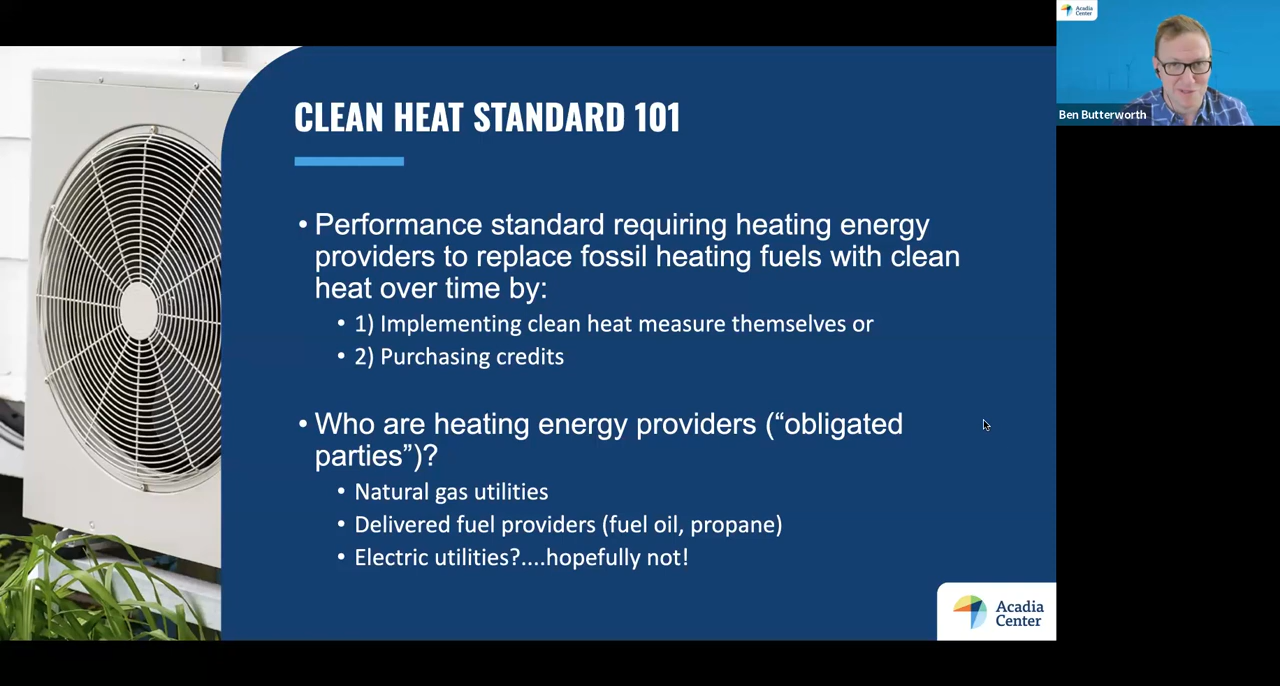 CLEAN HEAT STANDARD 101
• Performance standard requiring heating energy
providers to replace fossil heating fuels with clean
heat over time by:
• 1) Implementing clean heat measure themselves or
• 2) Purchasing credits
• Who are heating energy providers (“obligated
parties”)?
• Natural gas utilities
• Delivered fuel providers (fuel oil, propane)
• Electric utilities?....hopefully not!
Acadia
Center
Acadia
Center
Ben Butterworth